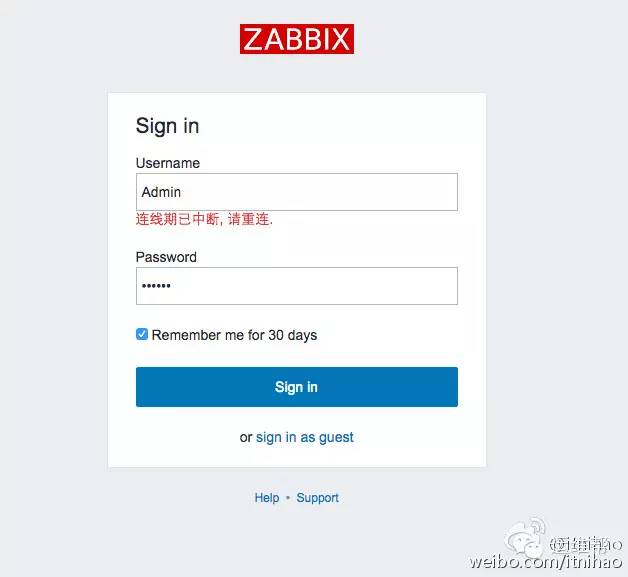 ZABBIX
Sign in
Username
Admin
连线期已中断, 请重连.
Password
••••••
Remember me for 30 days
Sign in
or sign in as guest
Help • Support
weibo.com/itnihao